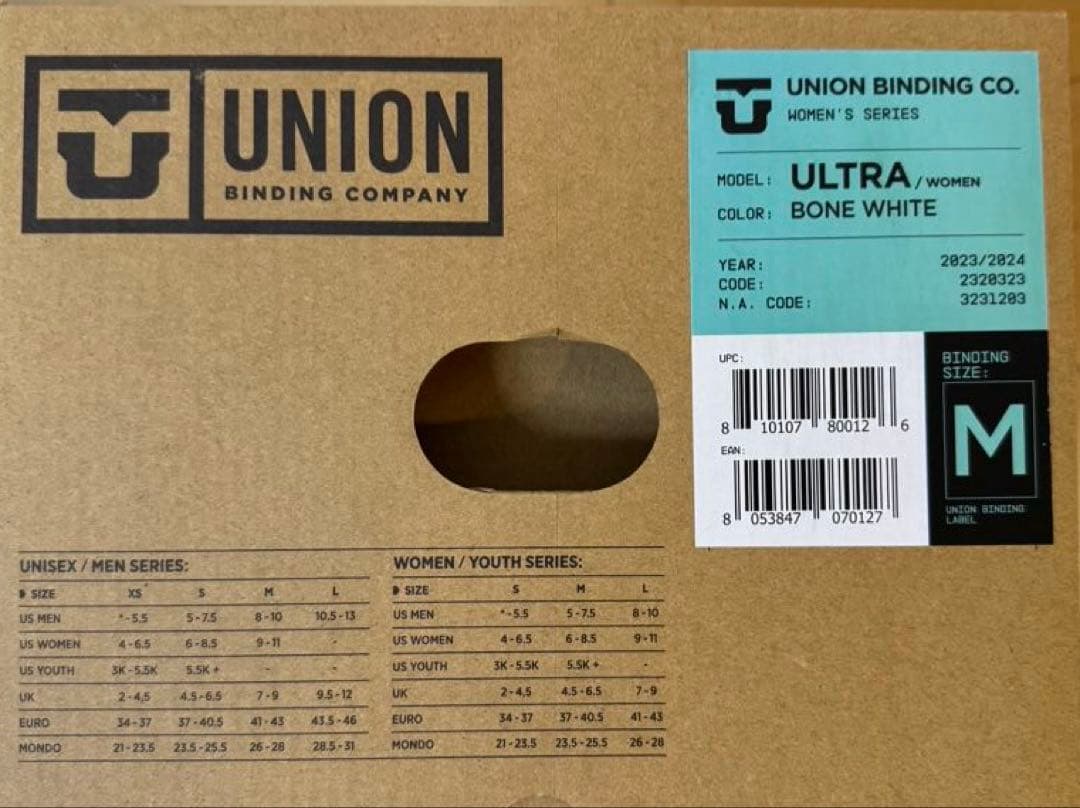 UNION
BINDING COMPANY
UNION BINDING CO.
WOMEN'S SERIES
MODEL: ULTRA / WOMEN
COLOR: BONE WHITE
YEAR: 2023/2024
CODE: 2320323
N.A. CODE: 3231203
UPC:
8 10107 80012 6
EAN:
8 053847 070127
BINDING
SIZE:
M
UNION BINDING
LABEL
UNISEX / MEN SERIES:
SIZE XS S M L
US MEN *-5.5 5-7.5 8-10 10.5-13
US WOMEN 4-6.5 6-8.5 9-11 -
US YOUTH 3K-5.5K 5.5K+ - -
UK 2-4.5 4.5-6.5 7-9 9.5-12
EURO 34-37 37-40.5 41-43 43.5-46
MONDO 21-23.5 23.5-25.5 26-28 28.5-31
WOMEN / YOUTH SERIES:
SIZE S M L
US MEN *-5.5 5-7.5 8-10
US WOMEN 4-6.5 6-8.5 9-11
US YOUTH 3K-5.5K 5.5K+ -
UK 2-4.5 4.5-6.5 7-9
EURO 34-37 37-40.5 41-43
MONDO 21-23.5 23.5-25.5 26-28